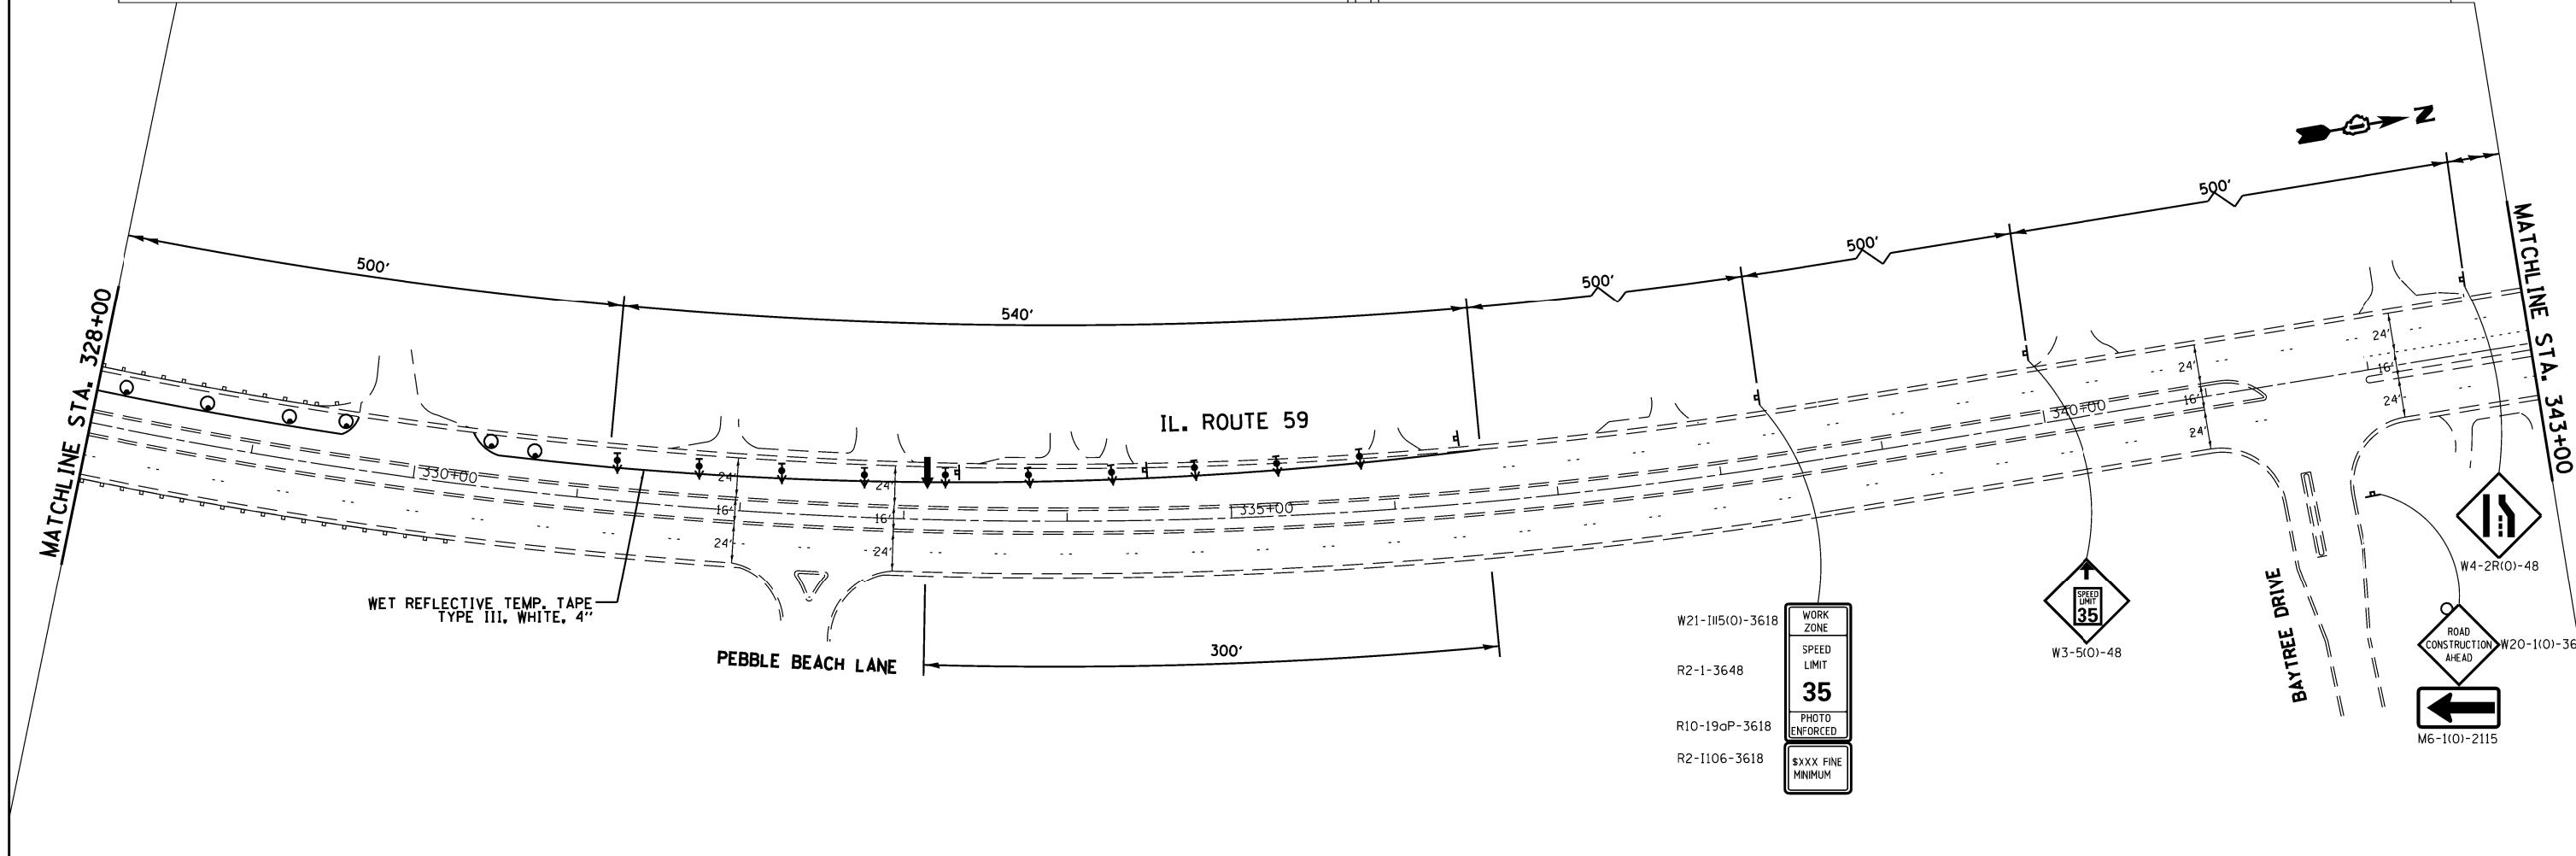 N
500'
500'
500'
540'
500'
MATCHLINE STA. 328+00
MATCHLINE STA. 343+00
IL. ROUTE 59
330+00
335+00
340+00
24'
16'
24'
24'
16'
24'
24'
16'
24'
24'
16'
24'
WET REFLECTIVE TEMP. TAPE
TYPE III, WHITE, 4''
PEBBLE BEACH LANE
300'
BAYTREE DRIVE
W21-I115(O)-3618
WORK
ZONE
R2-1-3648
SPEED
LIMIT
35
R10-19aP-3618
PHOTO
ENFORCED
R2-I106-3618
$XXX FINE
MINIMUM
SPEED
LIMIT
35
W3-5(O)-48
W4-2R(O)-48
ROAD
CONSTRUCTION
AHEAD
W20-1(O)-36
M6-1(O)-2115